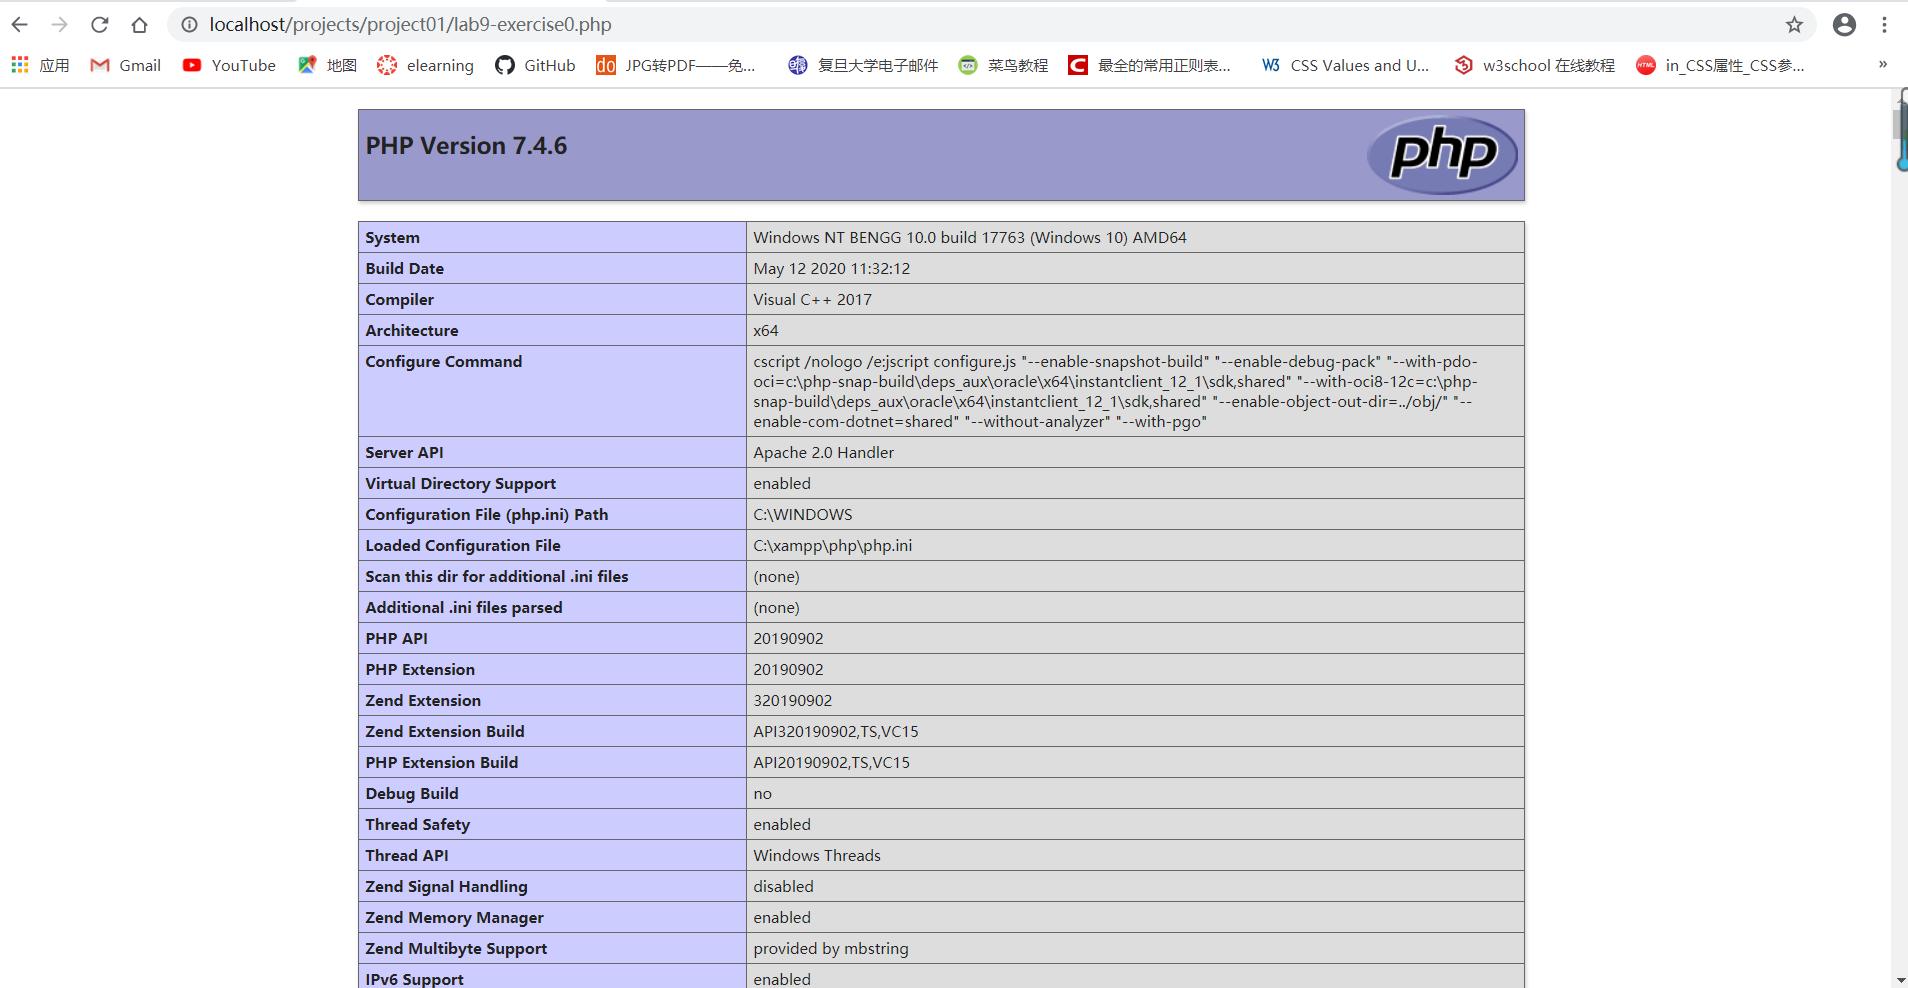 localhost/projects/project01/lab9-exercise0.php
应用 Gmail YouTube 地图 elearning GitHub do JPG转PDF——免... 复旦大学电子邮件 菜鸟教程 C 最全的常用正则表... W3 CSS Values and U... w3school 在线教程 HTML in_CSS属性_CSS参... »
PHP Version 7.4.6 php
System Windows NT BENGG 10.0 build 17763 (Windows 10) AMD64
Build Date May 12 2020 11:32:12
Compiler Visual C++ 2017
Architecture x64
Configure Command cscript /nologo /e:jscript configure.js "--enable-snapshot-build" "--enable-debug-pack" "--with-pdo-
oci=c:\php-snap-build\deps_aux\oracle\x64\instantclient_12_1\sdk,shared" "--with-oci8-12c=c:\php-
snap-build\deps_aux\oracle\x64\instantclient_12_1\sdk,shared" "--enable-object-out-dir=../obj/" "--
enable-com-dotnet=shared" "--without-analyzer" "--with-pgo"
Server API Apache 2.0 Handler
Virtual Directory Support enabled
Configuration File (php.ini) Path C:\WINDOWS
Loaded Configuration File C:\xampp\php\php.ini
Scan this dir for additional .ini files (none)
Additional .ini files parsed (none)
PHP API 20190902
PHP Extension 20190902
Zend Extension 320190902
Zend Extension Build API320190902,TS,VC15
PHP Extension Build API20190902,TS,VC15
Debug Build no
Thread Safety enabled
Thread API Windows Threads
Zend Signal Handling disabled
Zend Memory Manager enabled
Zend Multibyte Support provided by mbstring
IPv6 Support enabled